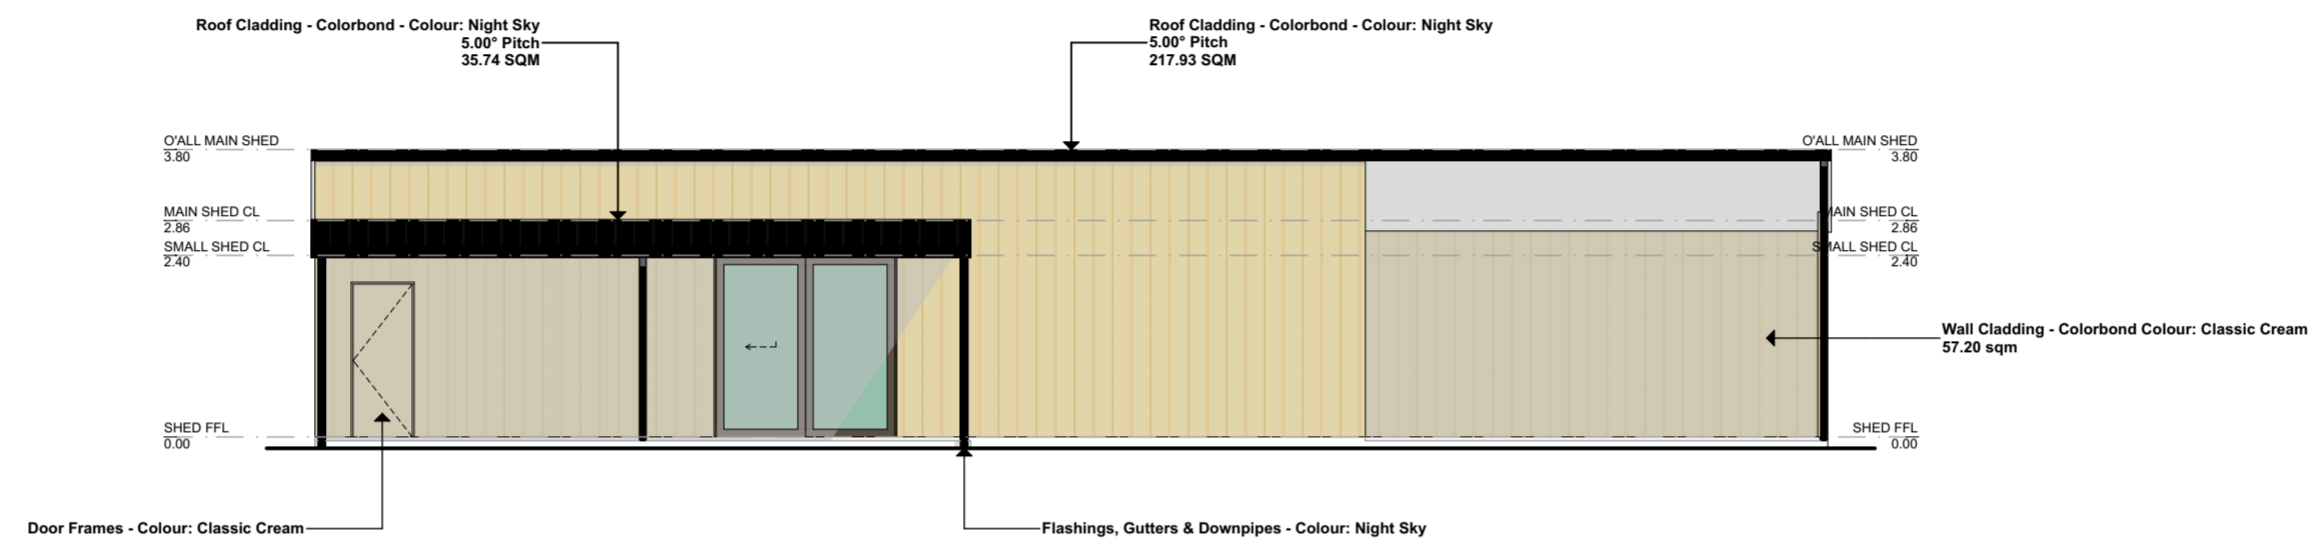 Roof Cladding - Colorbond - Colour: Night Sky
5.00° Pitch
35.74 SQM
Roof Cladding - Colorbond - Colour: Night Sky
5.00° Pitch
217.93 SQM
O'ALL MAIN SHED
3.80
MAIN SHED CL
2.86
SMALL SHED CL
2.40
SHED FFL
0.00
O'ALL MAIN SHED
3.80
MAIN SHED CL
2.86
SMALL SHED CL
2.40
SHED FFL
0.00
Wall Cladding - Colorbond Colour: Classic Cream
57.20 sqm
Door Frames - Colour: Classic Cream
Flashings, Gutters & Downpipes - Colour: Night Sky